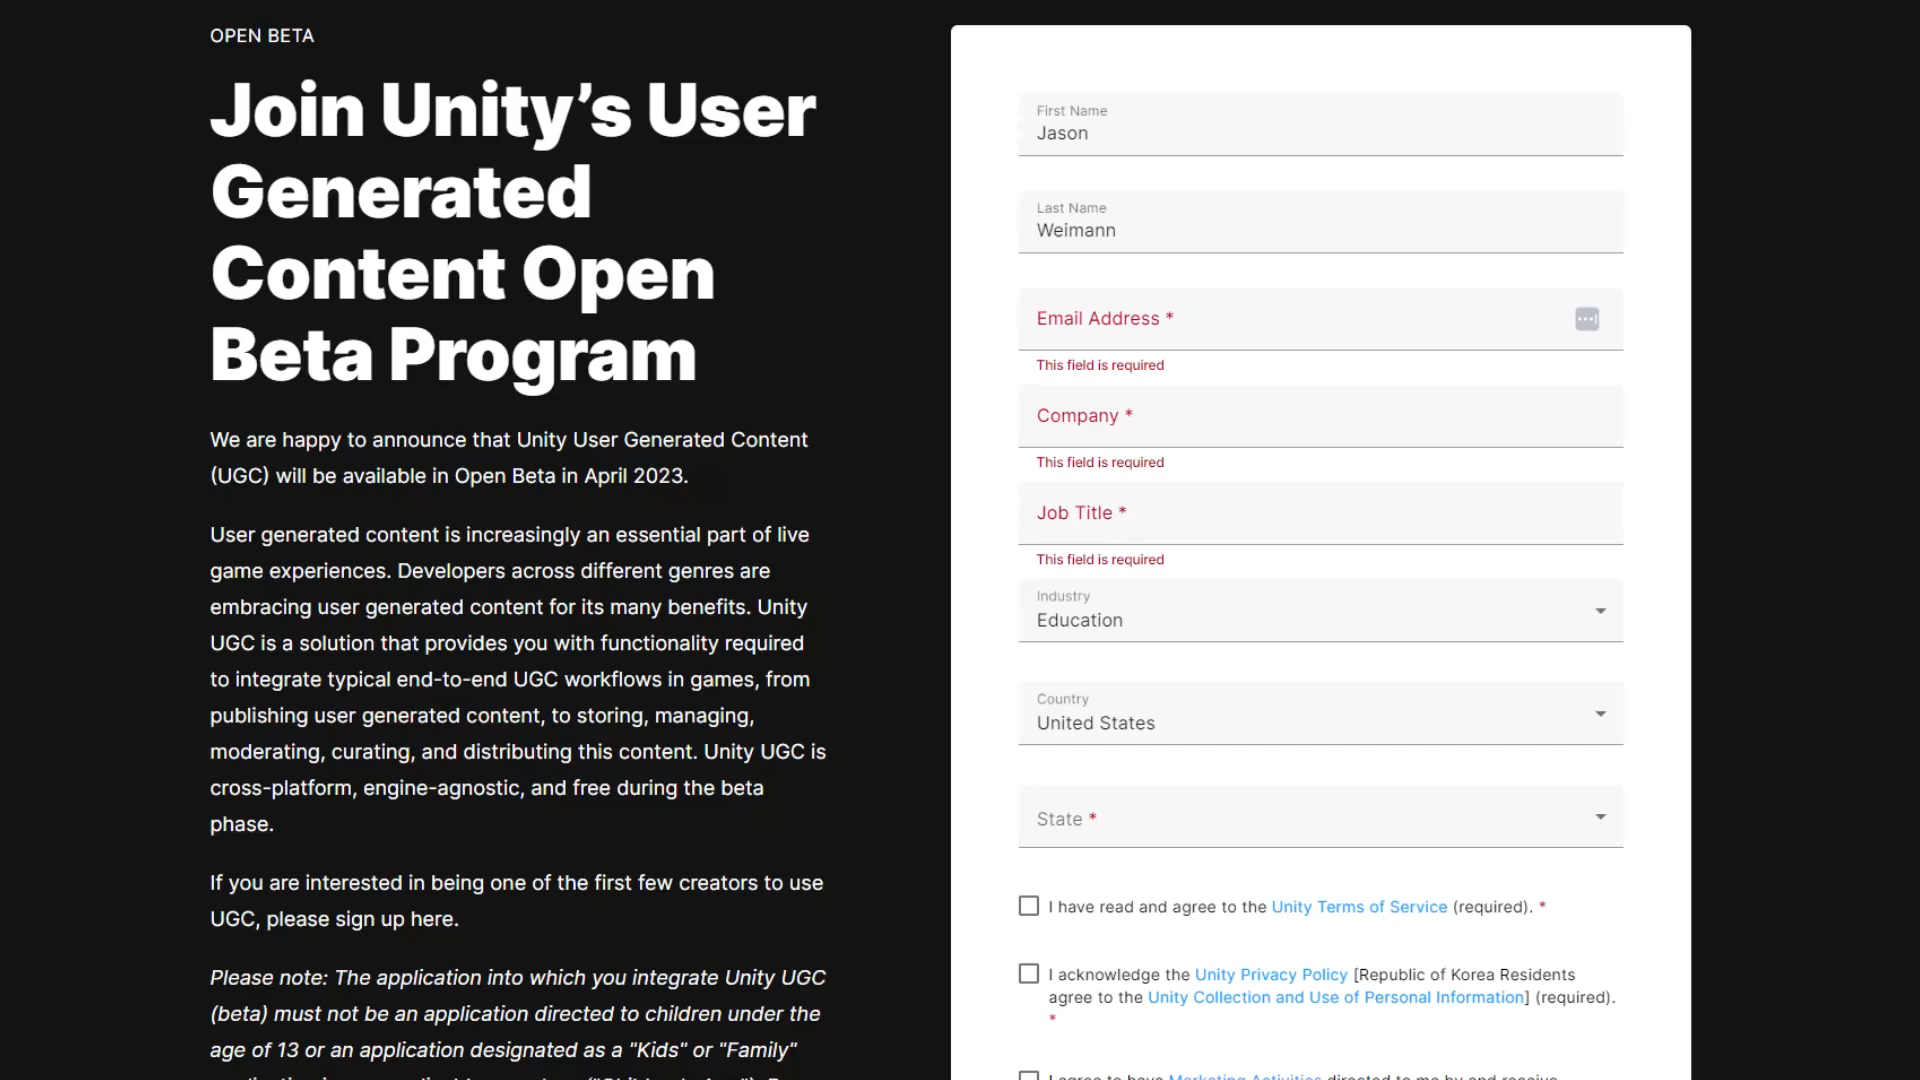 OPEN BETA
Join Unity’s User
Generated
Content Open
Beta Program
We are happy to announce that Unity User Generated Content
(UGC) will be available in Open Beta in April 2023.
User generated content is increasingly an essential part of live
game experiences. Developers across different genres are
embracing user generated content for its many benefits. Unity
UGC is a solution that provides you with functionality required
to integrate typical end-to-end UGC workflows in games, from
publishing user generated content, to storing, managing,
moderating, curating, and distributing this content. Unity UGC is
cross-platform, engine-agnostic, and free during the beta
phase.
If you are interested in being one of the first few creators to use
UGC, please sign up here.
Please note: The application into which you integrate Unity UGC
(beta) must not be an application directed to children under the
age of 13 or an application designated as a "Kids" or "Family"
First Name
Jason
Last Name
Weimann
Email Address *
This field is required
Company *
This field is required
Job Title *
This field is required
Industry
Education
Country
United States
State *
I have read and agree to the Unity Terms of Service (required). *
I acknowledge the Unity Privacy Policy [Republic of Korea Residents
agree to the Unity Collection and Use of Personal Information] (required).
*
I agree to have Marketing Activities directed to me by and receive